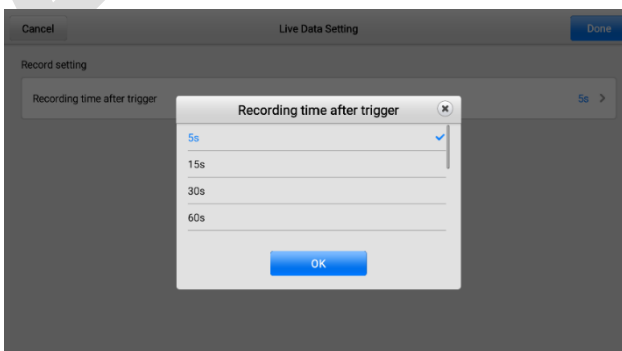 Cancel
Live Data Setting
Done
Record setting
Recording time after trigger
5s
Recording time after trigger
5s
15s
30s
60s
OK